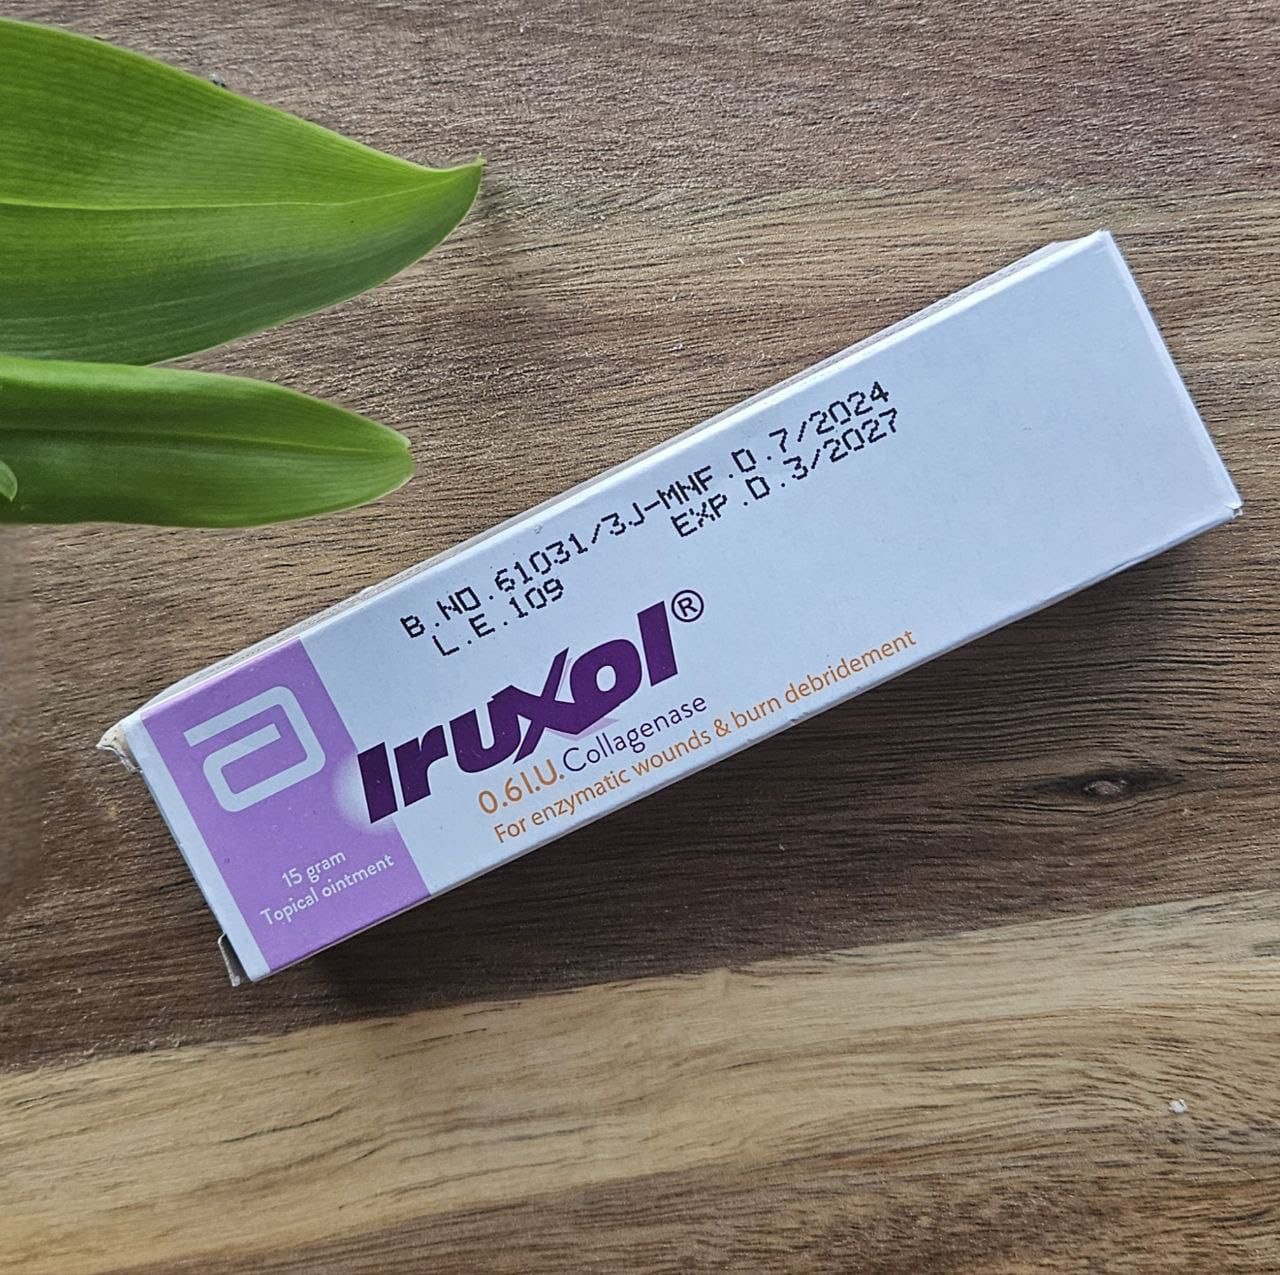 B.NO.61031/3J-MNF.D.7/2024
L.E.109 EXP.D.3/2027
Iruxol®
0.6I.U. Collagenase
For enzymatic wounds & burn debridement
15 gram
Topical ointment